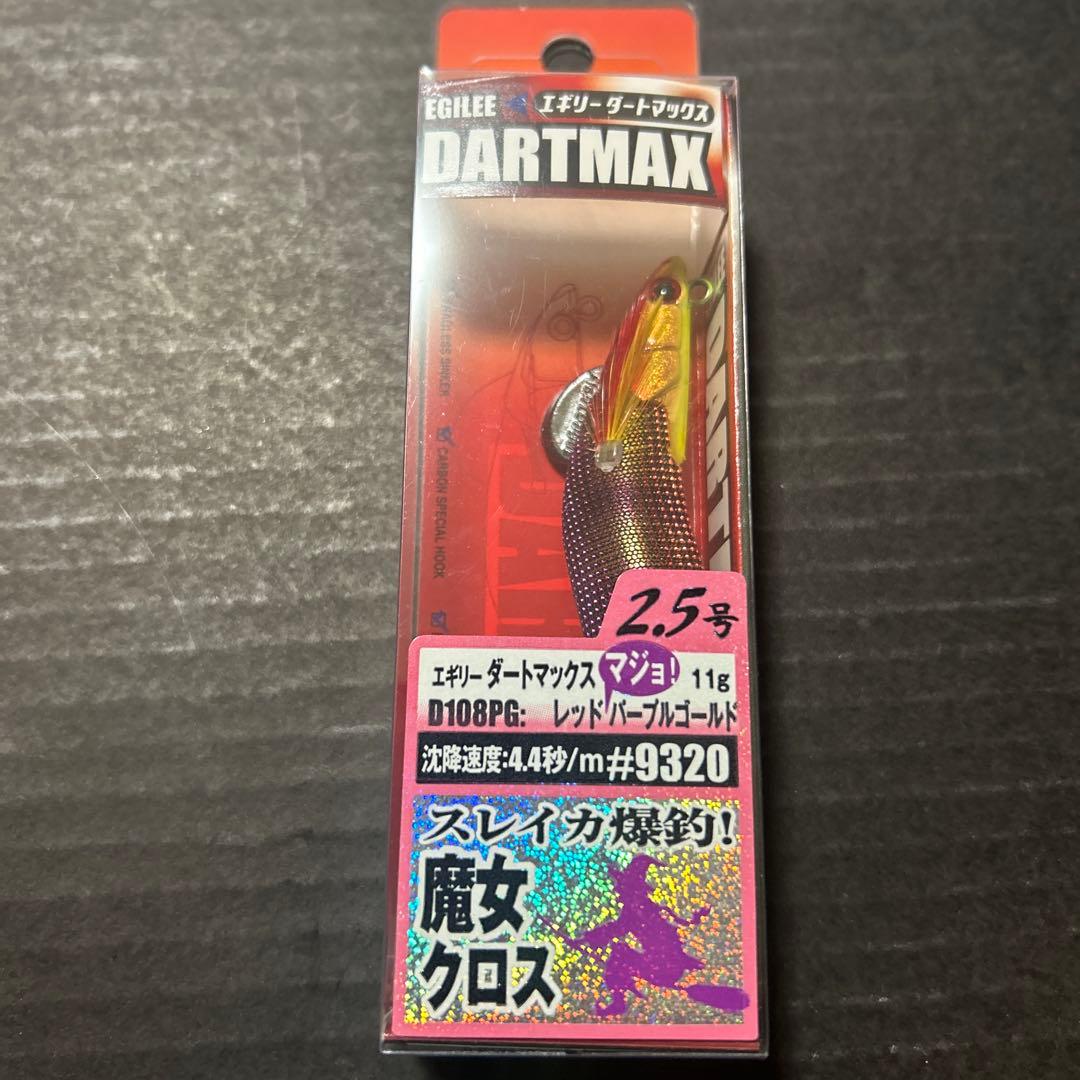 EGILEE エギリーダートマックス
DARTMAX
CARBON SPECIAL HOOK
DART
2.5号
エギリー ダートマックス マジョ! 11g
D108PG: レッド パープルゴールド
沈降速度:4.4秒/m #9320
スレイカ爆釣!
魔女
クロス